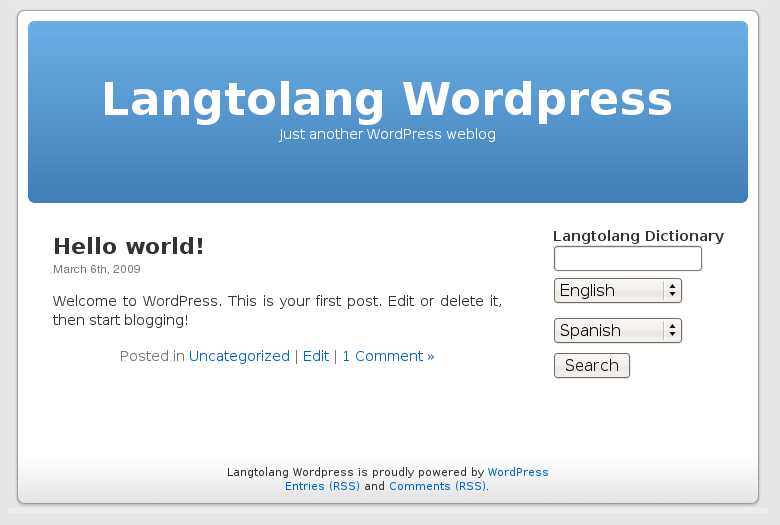 Langtolang Wordpress
Just another WordPress weblog
Hello world!
March 6th, 2009
Welcome to WordPress. This is your first post. Edit or delete it,
then start blogging!
Posted in Uncategorized | Edit | 1 Comment »
Langtolang Dictionary
English
Spanish
Search
Langtolang Wordpress is proudly powered by WordPress
Entries (RSS) and Comments (RSS).